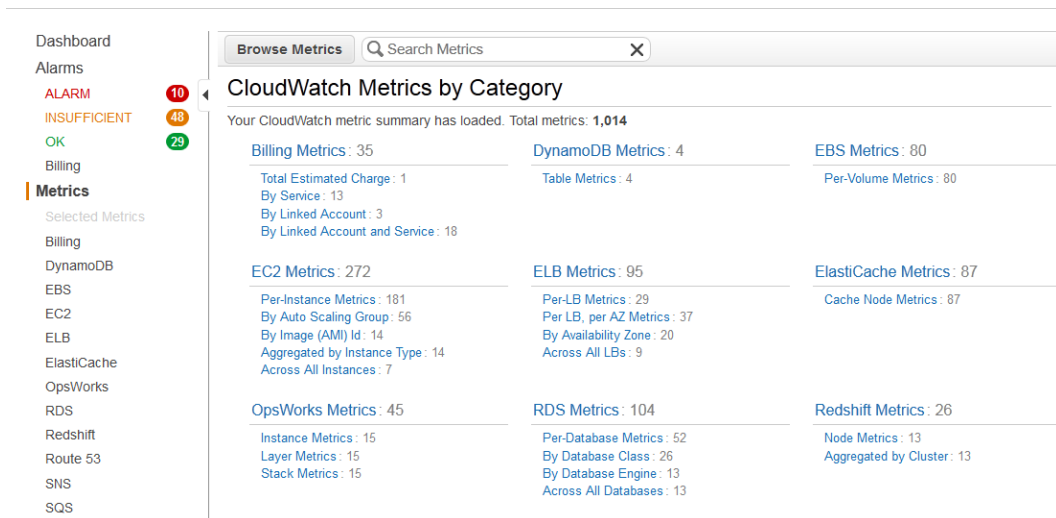 Dashboard
Alarms
ALARM 10
INSUFFICIENT 48
OK 29
Billing
Metrics
Selected Metrics
Billing
DynamoDB
EBS
EC2
ELB
ElastiCache
OpsWorks
RDS
Redshift
Route 53
SNS
SQS
Browse Metrics Search Metrics
CloudWatch Metrics by Category
Your CloudWatch metric summary has loaded. Total metrics: 1,014
Billing Metrics : 35
Total Estimated Charge : 1
By Service : 13
By Linked Account : 3
By Linked Account and Service : 18
DynamoDB Metrics : 4
Table Metrics : 4
EBS Metrics : 80
Per-Volume Metrics : 80
EC2 Metrics : 272
Per-Instance Metrics : 181
By Auto Scaling Group : 56
By Image (AMI) Id : 14
Aggregated by Instance Type : 14
Across All Instances : 7
ELB Metrics : 95
Per-LB Metrics : 29
Per LB, per AZ Metrics : 37
By Availability Zone : 20
Across All LBs : 9
ElastiCache Metrics : 87
Cache Node Metrics : 87
OpsWorks Metrics : 45
Instance Metrics : 15
Layer Metrics : 15
Stack Metrics : 15
RDS Metrics : 104
Per-Database Metrics : 52
By Database Class : 26
By Database Engine : 13
Across All Databases : 13
Redshift Metrics : 26
Node Metrics : 13
Aggregated by Cluster : 13